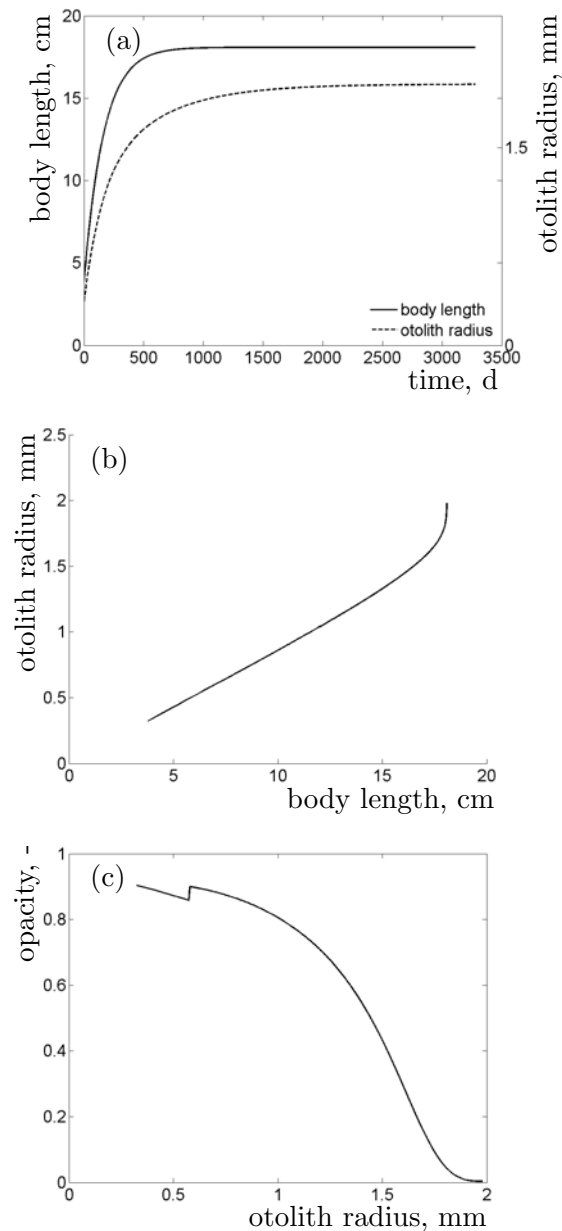 (a)
body length, cm
20
15
10
5
0
otolith radius, mm
1.5
0
body length
otolith radius
0 500 1000 1500 2000 2500 3000 3500
time, d
(b)
otolith radius, mm
2.5
2
1.5
1
0.5
0
0 5 10 15 20
body length, cm
(c)
opacity, -
1
0.8
0.6
0.4
0.2
0
0 0.5 1 1.5 2
otolith radius, mm